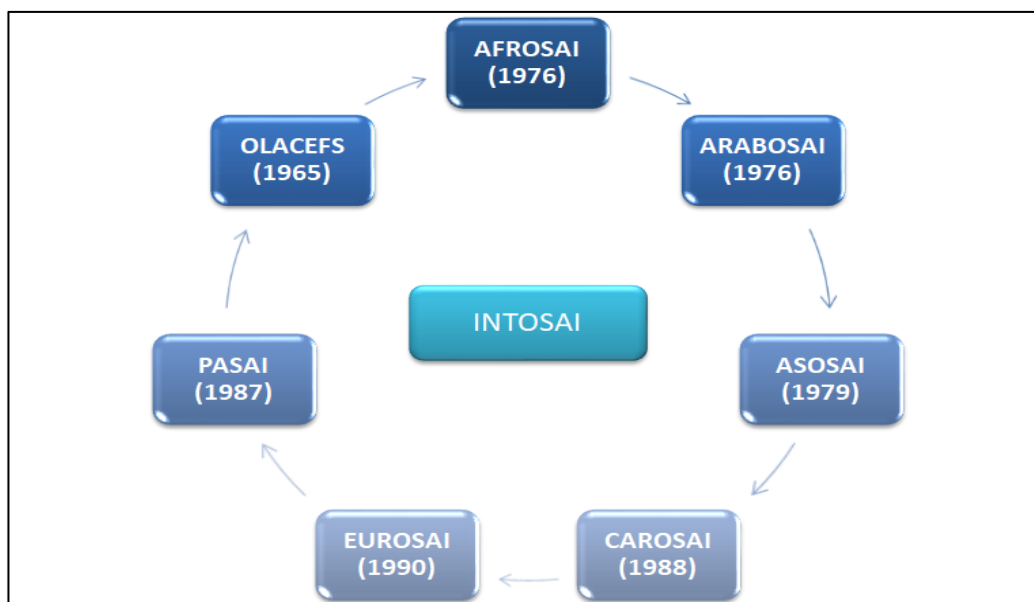 AFROSAI
(1976)
ARABOSAI
(1976)
ASOSAI
(1979)
CAROSAI
(1988)
EUROSAI
(1990)
PASAI
(1987)
OLACEFS
(1965)
INTOSAI